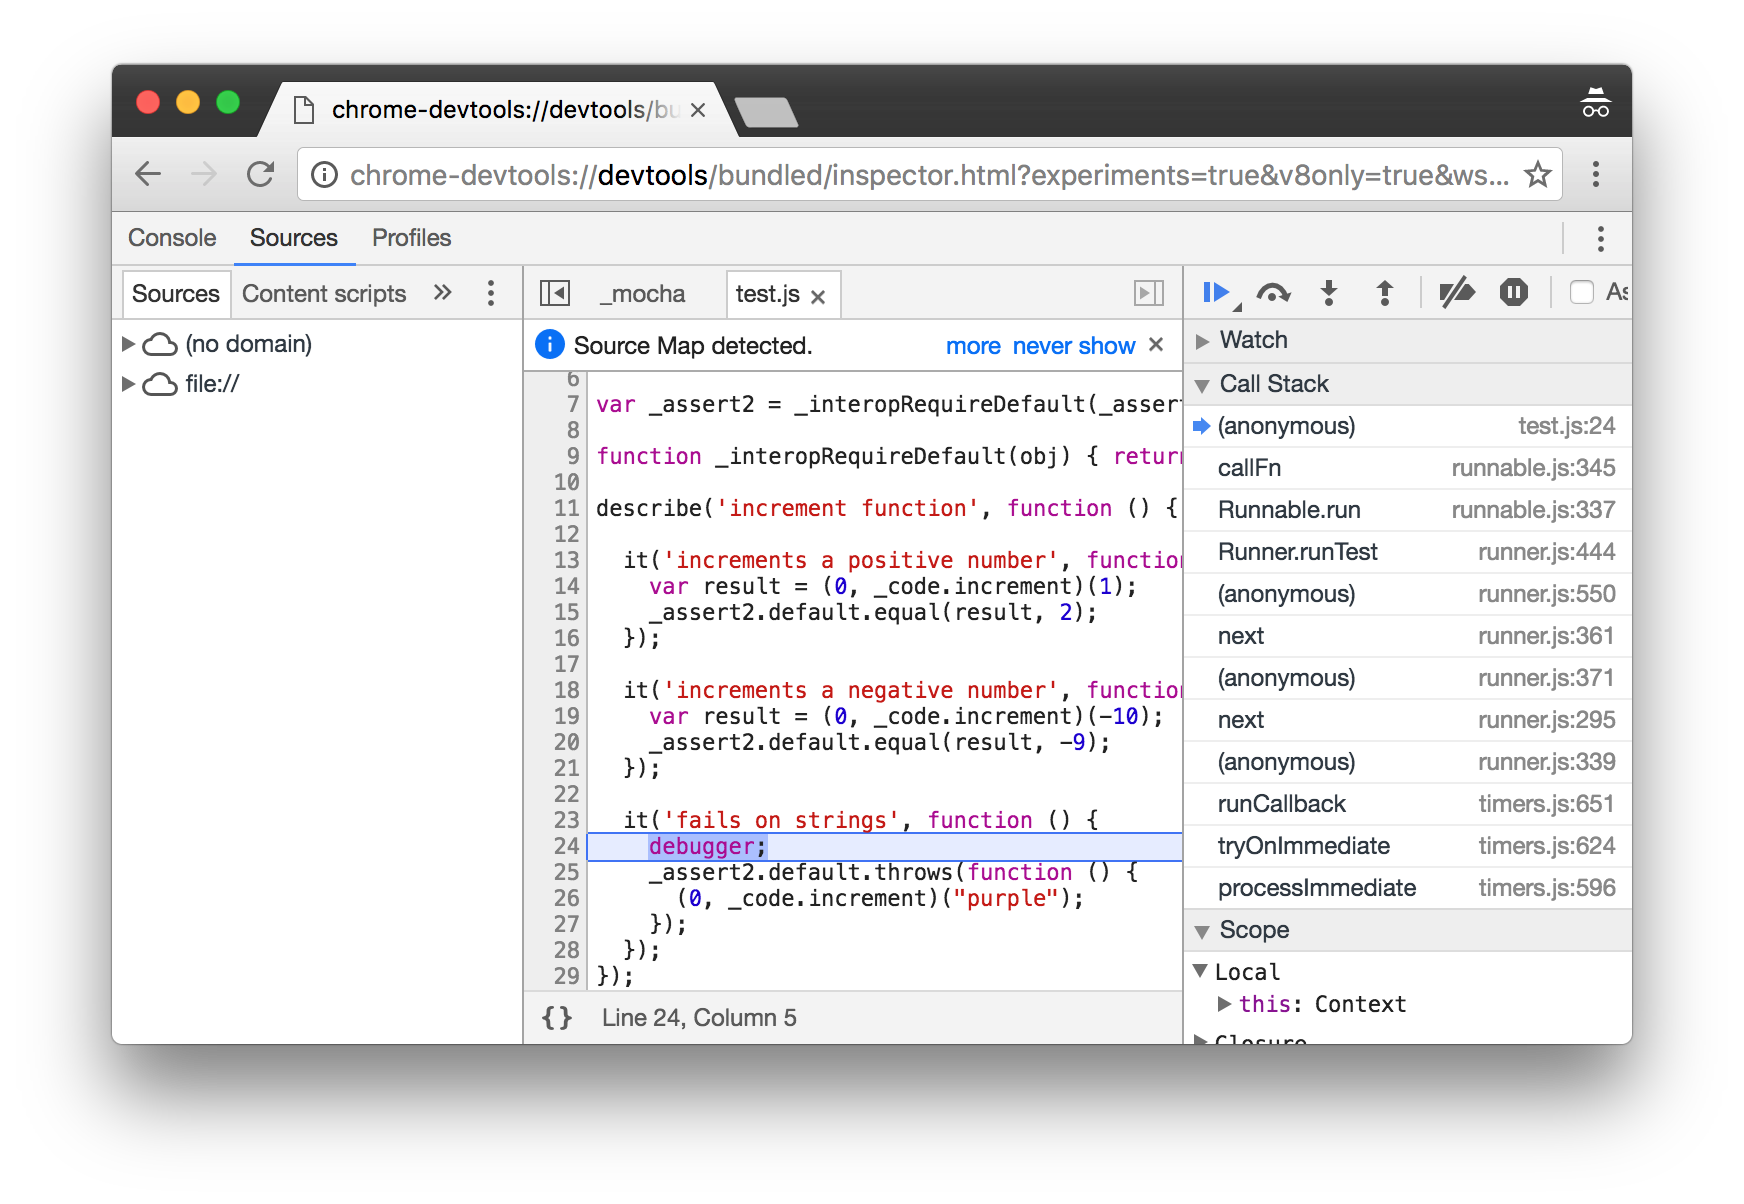 chrome-devtools://devtools/bu
chrome-devtools://devtools/bundled/inspector.html?experiments=true&v8only=true&ws...
Console Sources Profiles
Sources Content scripts »
(no domain)
file://
_mocha test.js
Source Map detected. more never show
6
7 var _assert2 = _interopRequireDefault(_assert
8
9 function _interopRequireDefault(obj) { return
10
11 describe('increment function', function () {
12
13 it('increments a positive number', function
14 var result = (0, _code.increment)(1);
15 _assert2.default.equal(result, 2);
16 });
17
18 it('increments a negative number', function
19 var result = (0, _code.increment)(-10);
20 _assert2.default.equal(result, -9);
21 });
22
23 it('fails on strings', function () {
24 debugger;
25 _assert2.default.throws(function () {
26 (0, _code.increment)("purple");
27 });
28 });
29 });
{} Line 24, Column 5
As
Watch
Call Stack
(anonymous) test.js:24
callFn runnable.js:345
Runnable.run runnable.js:337
Runner.runTest runner.js:444
(anonymous) runner.js:550
next runner.js:361
(anonymous) runner.js:371
next runner.js:295
(anonymous) runner.js:339
runCallback timers.js:651
tryOnImmediate timers.js:624
processImmediate timers.js:596
Scope
Local
this: Context
Closure